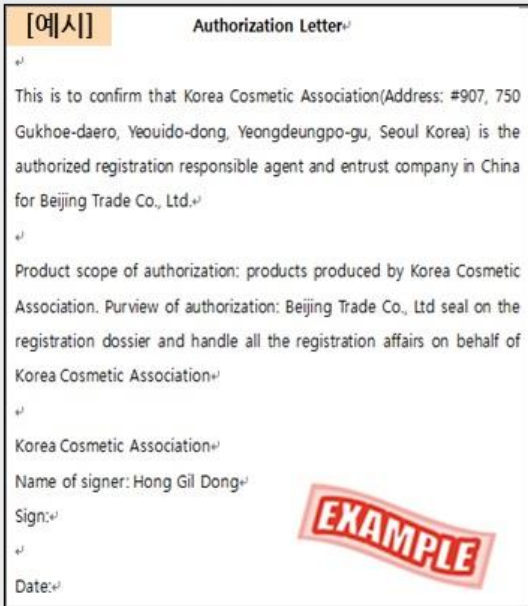 [예시]
Authorization Letter↵
↵
This is to confirm that Korea Cosmetic Association(Address: #907, 750
Gukhoe-daero, Yeouido-dong, Yeongdeungpo-gu, Seoul Korea) is the
authorized registration responsible agent and entrust company in China
for Beijing Trade Co., Ltd.↵
↵
Product scope of authorization: products produced by Korea Cosmetic
Association. Purview of authorization: Beijing Trade Co., Ltd seal on the
registration dossier and handle all the registration affairs on behalf of
Korea Cosmetic Association↵
↵
Korea Cosmetic Association↵
Name of signer: Hong Gil Dong↵
Sign:↵
EXAMPLE
↵
Date:↵